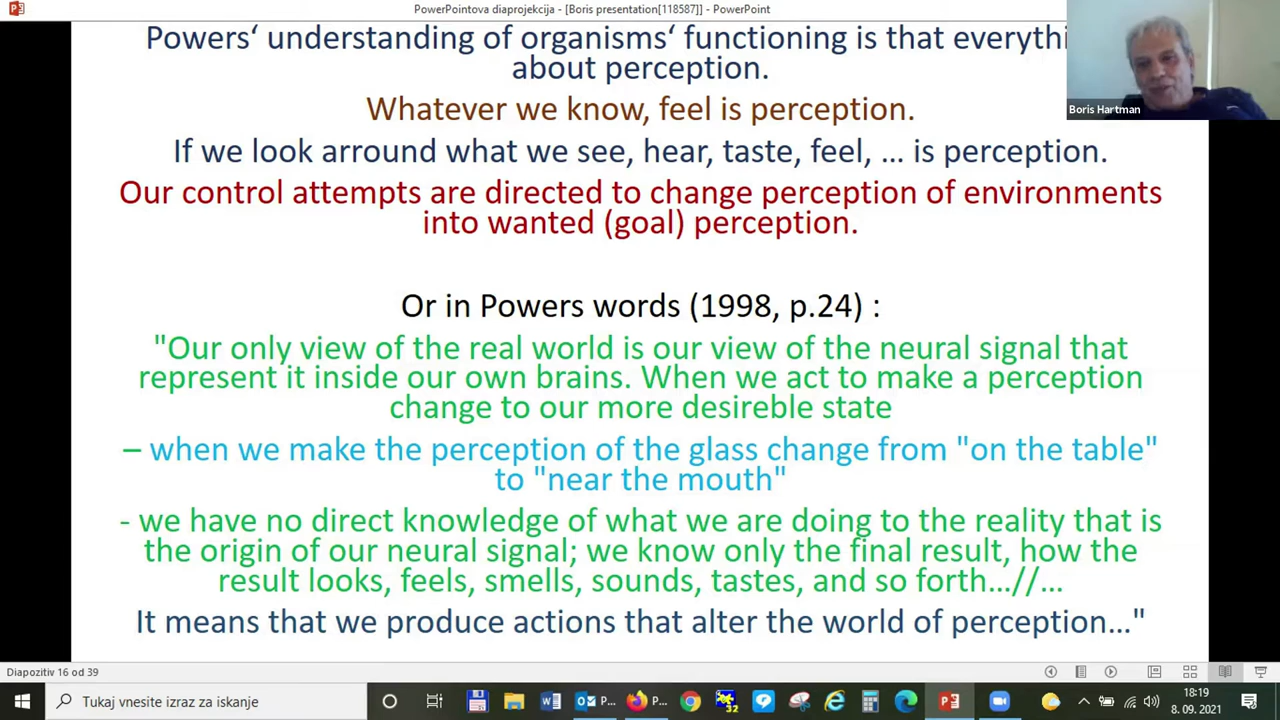 PowerPointova diaprojekcija - [Boris presentation[118587]] - PowerPoint
Powers‘ understanding of organisms‘ functioning is that everythi
about perception.
Boris Hartman
Whatever we know, feel is perception.
If we look arround what we see, hear, taste, feel, … is perception.
Our control attempts are directed to change perception of environments
into wanted (goal) perception.
Or in Powers words (1998, p.24) :
"Our only view of the real world is our view of the neural signal that
represent it inside our own brains. When we act to make a perception
change to our more desireble state
– when we make the perception of the glass change from "on the table"
to "near the mouth"
- we have no direct knowledge of what we are doing to the reality that is
the origin of our neural signal; we know only the final result, how the
result looks, feels, smells, sounds, tastes, and so forth…//…
It means that we produce actions that alter the world of perception…"
Diapozitiv 16 od 39
Tukaj vnesite izraz za iskanje
P...
P...
32
18:19
8. 09. 2021